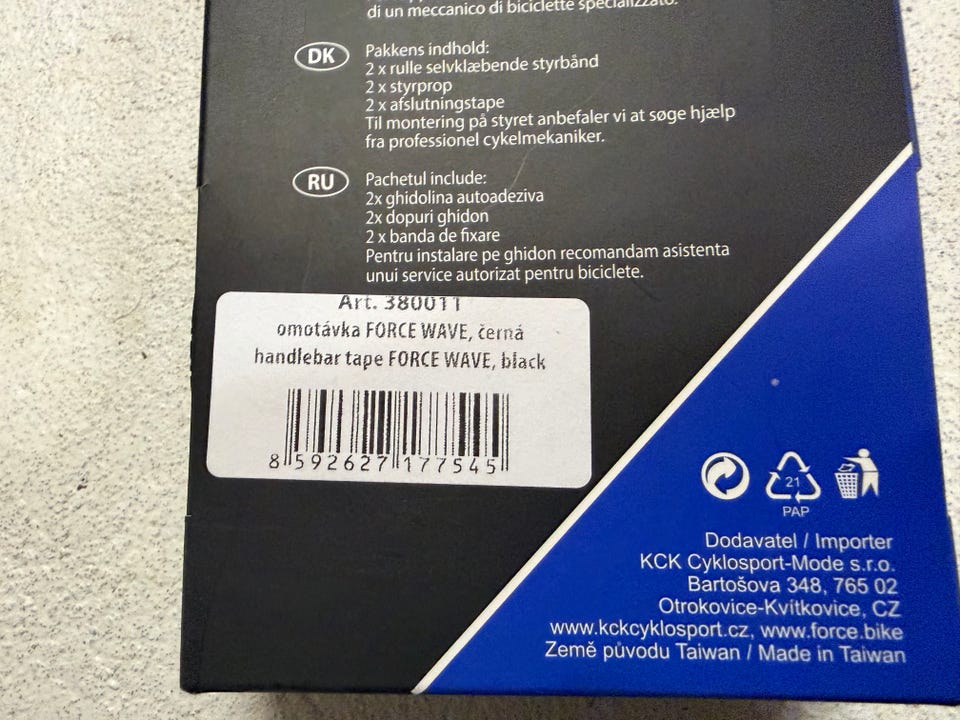 di un meccanico di biciclette specializzato.
DK
Pakkens indhold:
2 x rulle selvklæbende styrbånd
2 x styrprop
2 x afslutningstape
Til montering på styret anbefaler vi at søge hjælp
fra professionel cykelmekaniker.
RU
Pachetul include:
2x ghidolina autoadeziva
2x dopuri ghidon
2 x banda de fixare
Pentru instalare pe ghidon recomandam asistenta
unui service autorizat pentru biciclete.
Art. 380011
omotávka FORCE WAVE, černá
handlebar tape FORCE WAVE, black
8 592627 177545
21
PAP
Dodavatel / Importer
KCK Cyklosport-Mode s.r.o.
Bartošova 348, 765 02
Otrokovice-Kvítkovice, CZ
www.kckcyklosport.cz, www.force.bike
Země původu Taiwan / Made in Taiwan